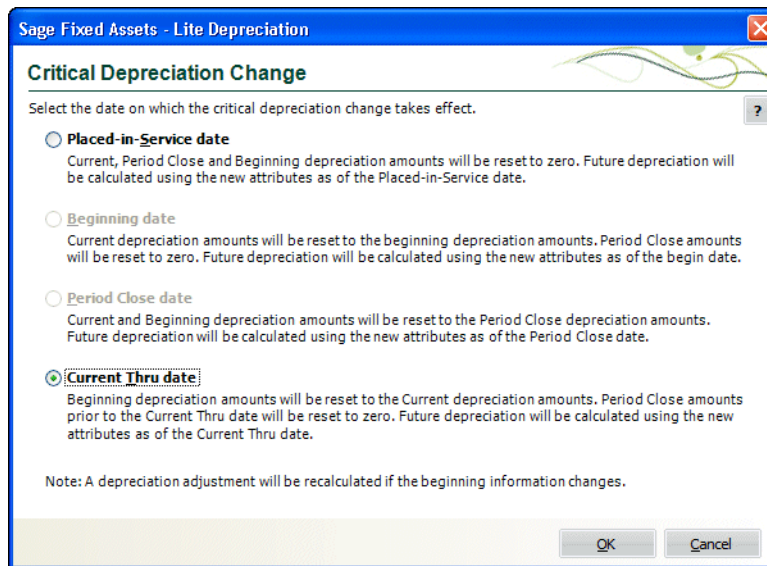 Sage Fixed Assets - Lite Depreciation
Critical Depreciation Change
Select the date on which the critical depreciation change takes effect.
?
Placed-in-Service date
Current, Period Close and Beginning depreciation amounts will be reset to zero. Future depreciation will
be calculated using the new attributes as of the Placed-in-Service date.
Beginning date
Current depreciation amounts will be reset to the beginning depreciation amounts. Period Close amounts
will be reset to zero. Future depreciation will be calculated using the new attributes as of the begin date.
Period Close date
Current and Beginning depreciation amounts will be reset to the Period Close depreciation amounts.
Future depreciation will be calculated using the new attributes as of the Period Close date.
Current Thru date
Beginning depreciation amounts will be reset to the Current depreciation amounts. Period Close amounts
prior to the Current Thru date will be reset to zero. Future depreciation will be calculated using the new
attributes as of the Current Thru date.
Note: A depreciation adjustment will be recalculated if the beginning information changes.
OK Cancel